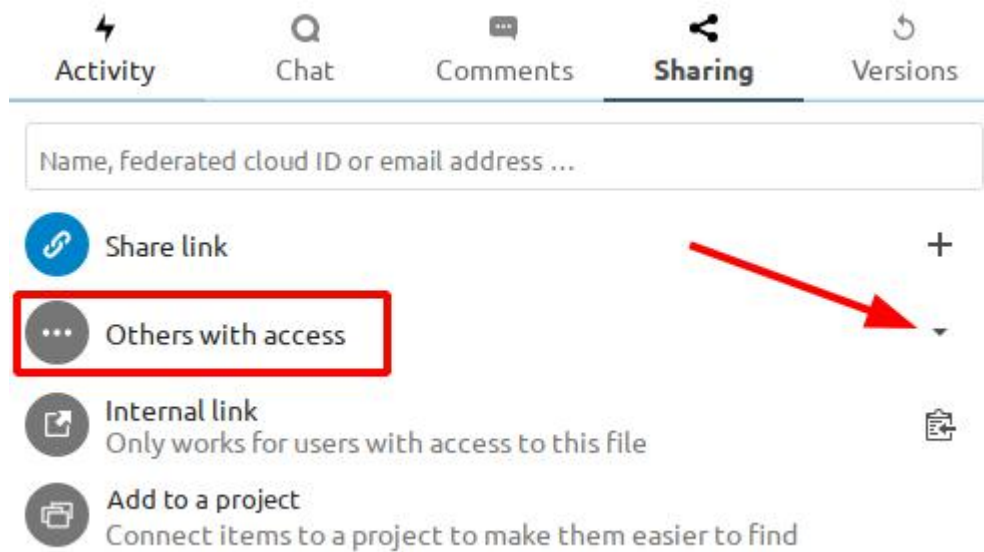 Activity Chat Comments Sharing Versions
Name, federated cloud ID or email address …
Share link
Others with access
Internal link
Only works for users with access to this file
Add to a project
Connect items to a project to make them easier to find